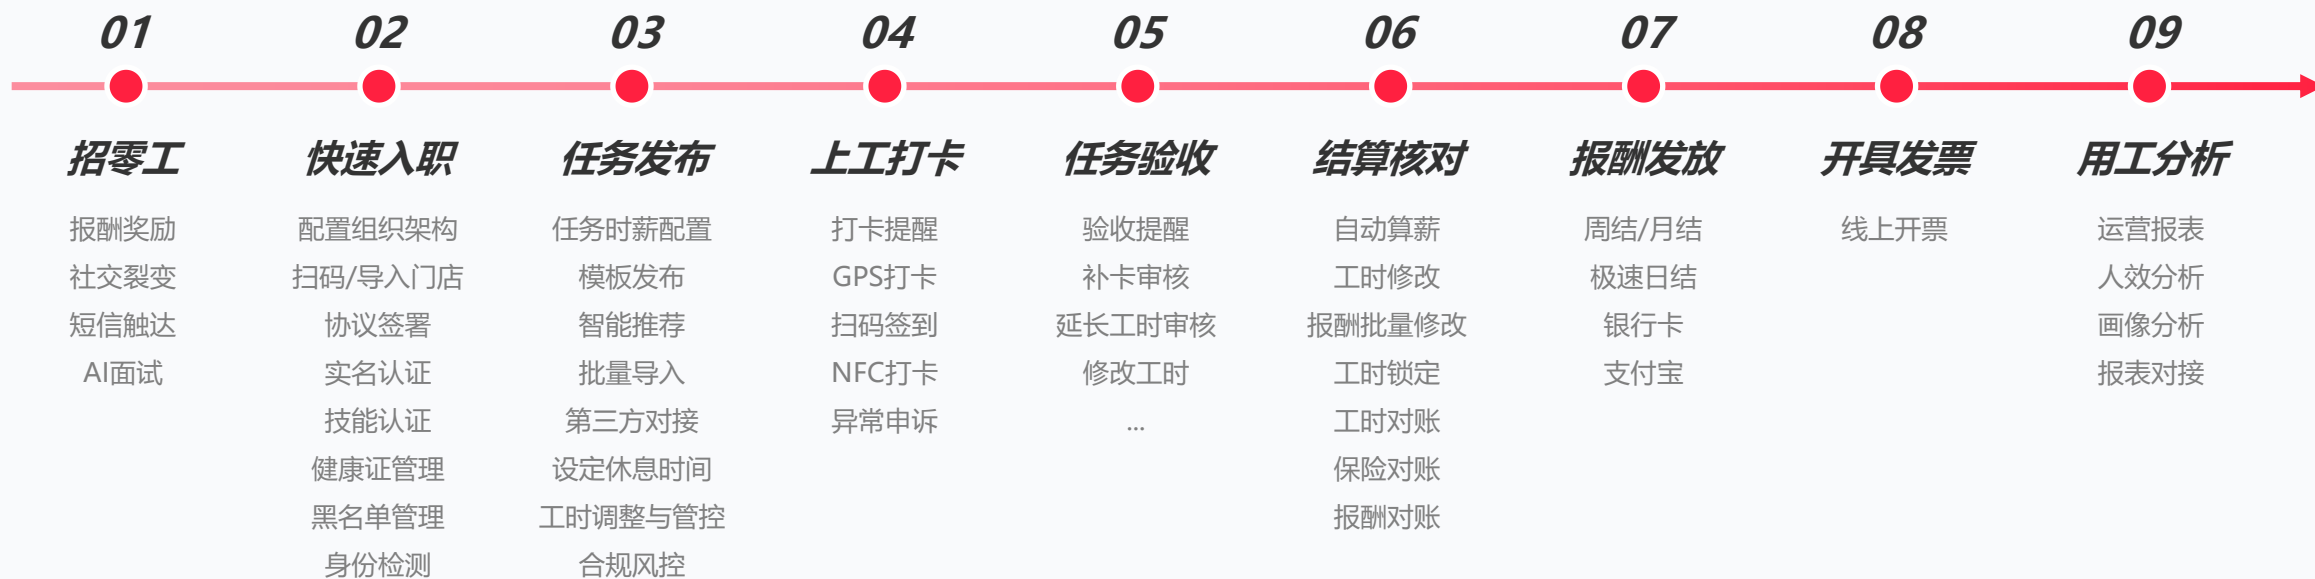 01
02
03
04
05
06
07
08
09
招零工
快速入职
任务发布
上工打卡
任务验收
结算核对
报酬发放
开具发票
用工分析
报酬奖励
社交裂变
短信触达
AI面试
配置组织架构
扫码/导入门店
协议签署
实名认证
技能认证
健康证管理
黑名单管理
身份检测
任务时薪配置
模板发布
智能推荐
批量导入
第三方对接
设定休息时间
工时调整与管控
合规风控
打卡提醒
GPS打卡
扫码签到
NFC打卡
异常申诉
验收提醒
补卡审核
延长工时审核
修改工时
...
自动算薪
工时修改
报酬批量修改
工时锁定
工时对账
保险对账
报酬对账
周结/月结
极速日结
银行卡
支付宝
线上开票
运营报表
人效分析
画像分析
报表对接